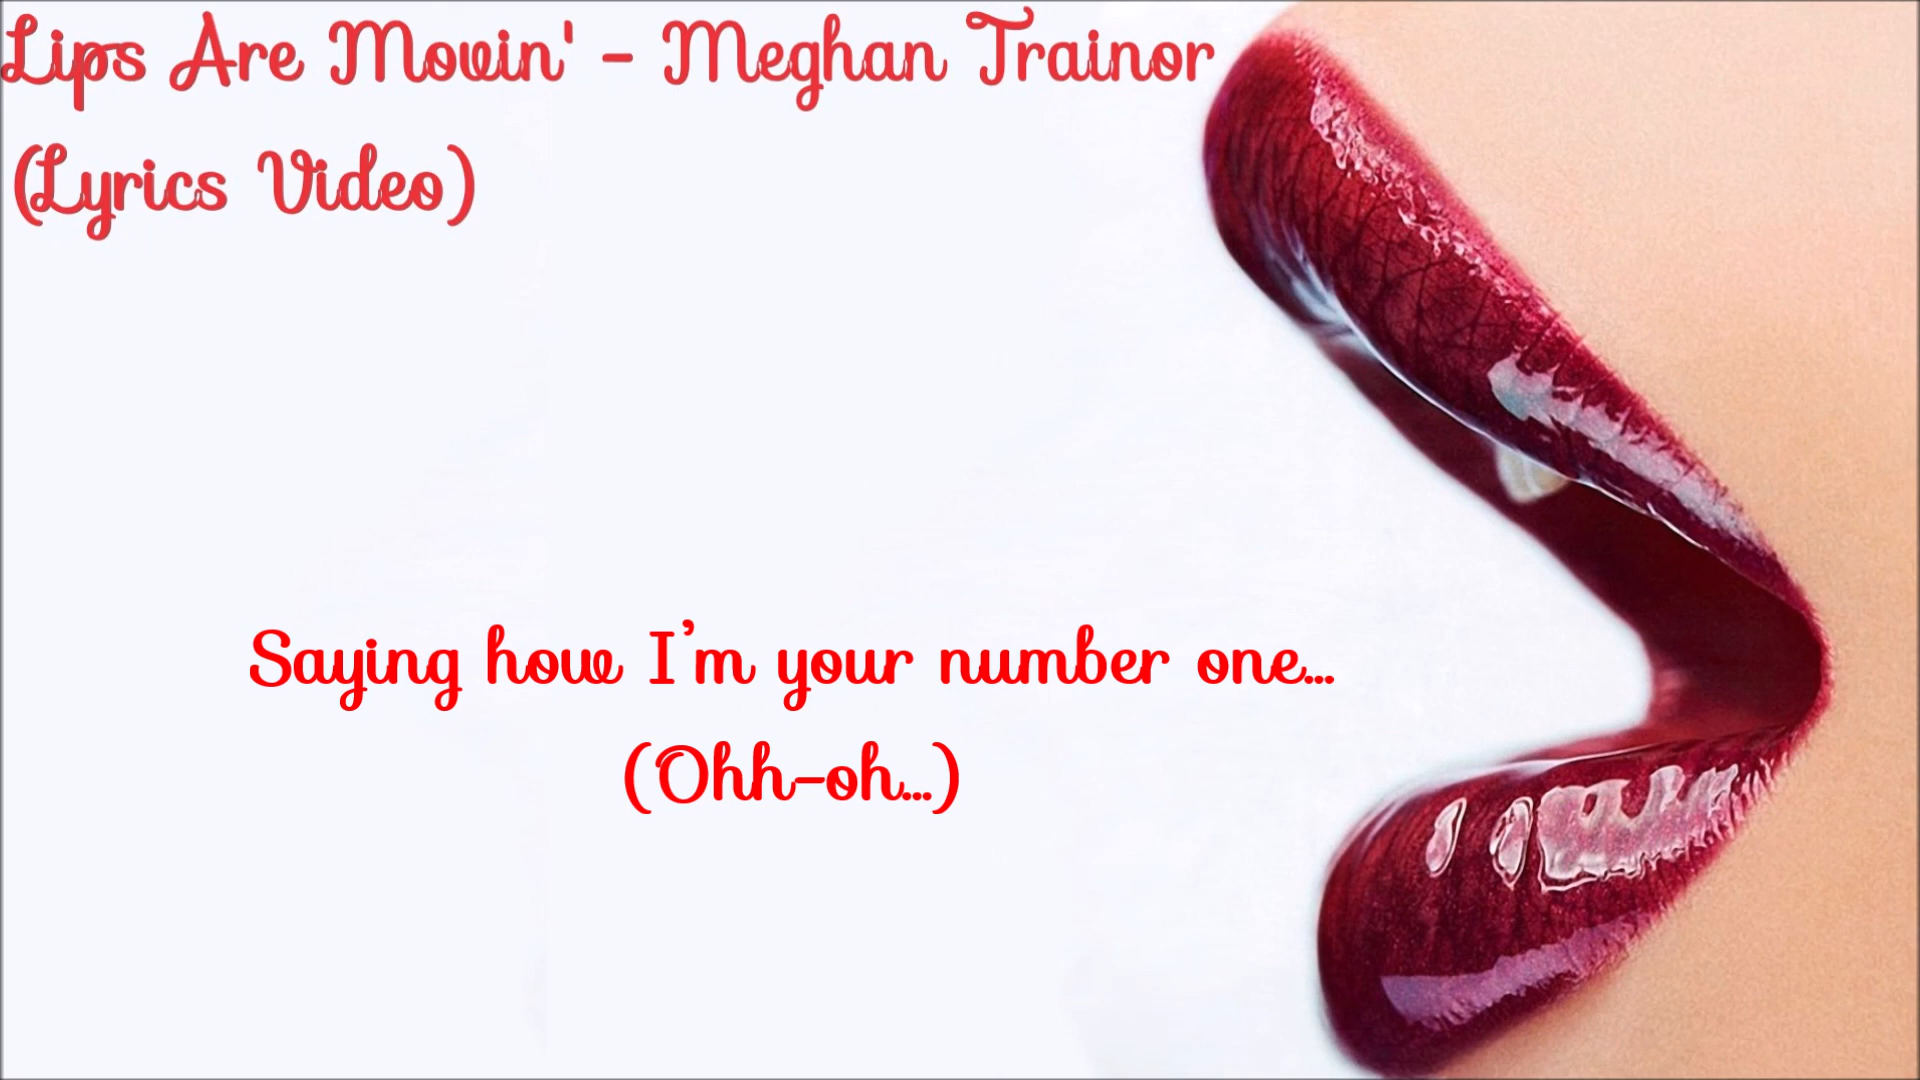 Lips Are Movin' - Meghan Trainor
(Lyrics Video)
Saying how I'm your number one...
(Ohh-oh...)